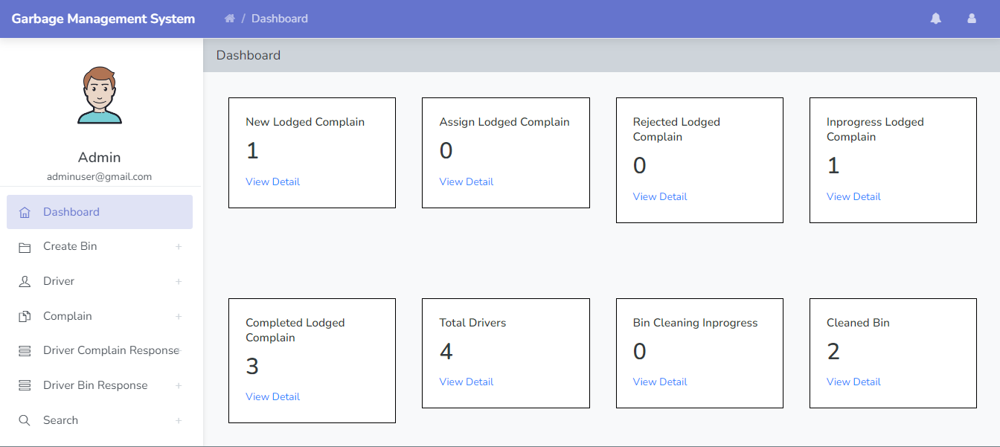 Garbage Management System
/ Dashboard
Admin
adminuser@gmail.com
Dashboard
Create Bin +
Driver +
Complain +
Driver Complain Response +
Driver Bin Response +
Search +
Dashboard
New Lodged Complain
1
View Detail
Assign Lodged Complain
0
View Detail
Rejected Lodged
Complain
0
View Detail
Inprogress Lodged
Complain
1
View Detail
Completed Lodged
Complain
3
View Detail
Total Drivers
4
View Detail
Bin Cleaning Inprogress
0
View Detail
Cleaned Bin
2
View Detail